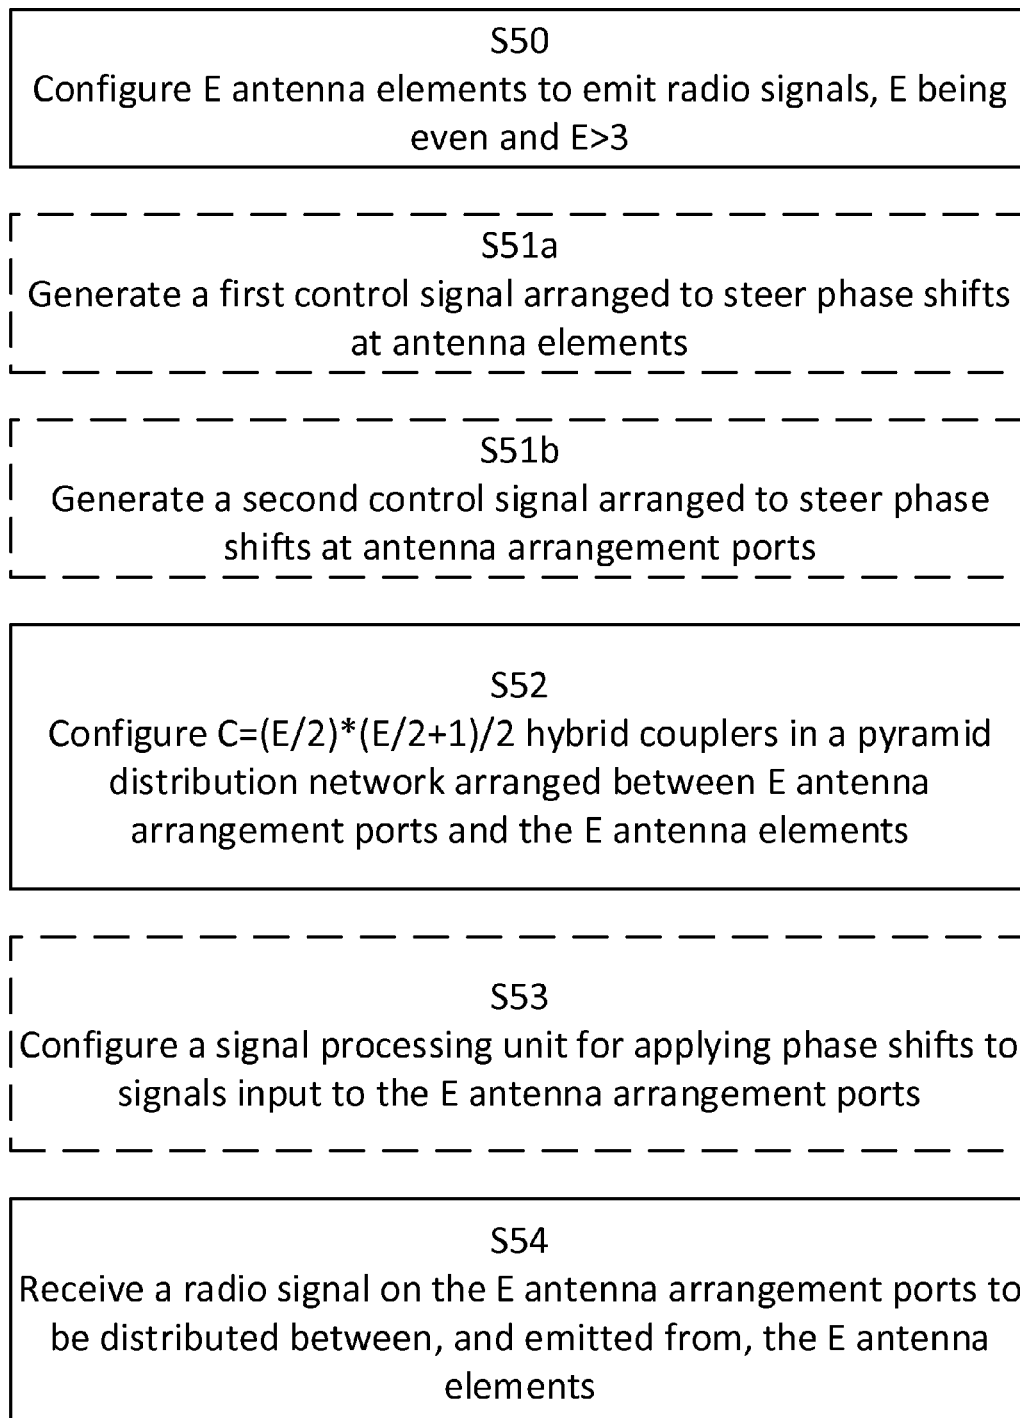 S50
Configure E antenna elements to emit radio signals, E being
even and E>3
S51a
Generate a first control signal arranged to steer phase shifts
at antenna elements
S51b
Generate a second control signal arranged to steer phase
shifts at antenna arrangement ports
S52
Configure C=(E/2)*(E/2+1)/2 hybrid couplers in a pyramid
distribution network arranged between E antenna
arrangement ports and the E antenna elements
S53
Configure a signal processing unit for applying phase shifts to
signals input to the E antenna arrangement ports
S54
Receive a radio signal on the E antenna arrangement ports to
be distributed between, and emitted from, the E antenna
elements